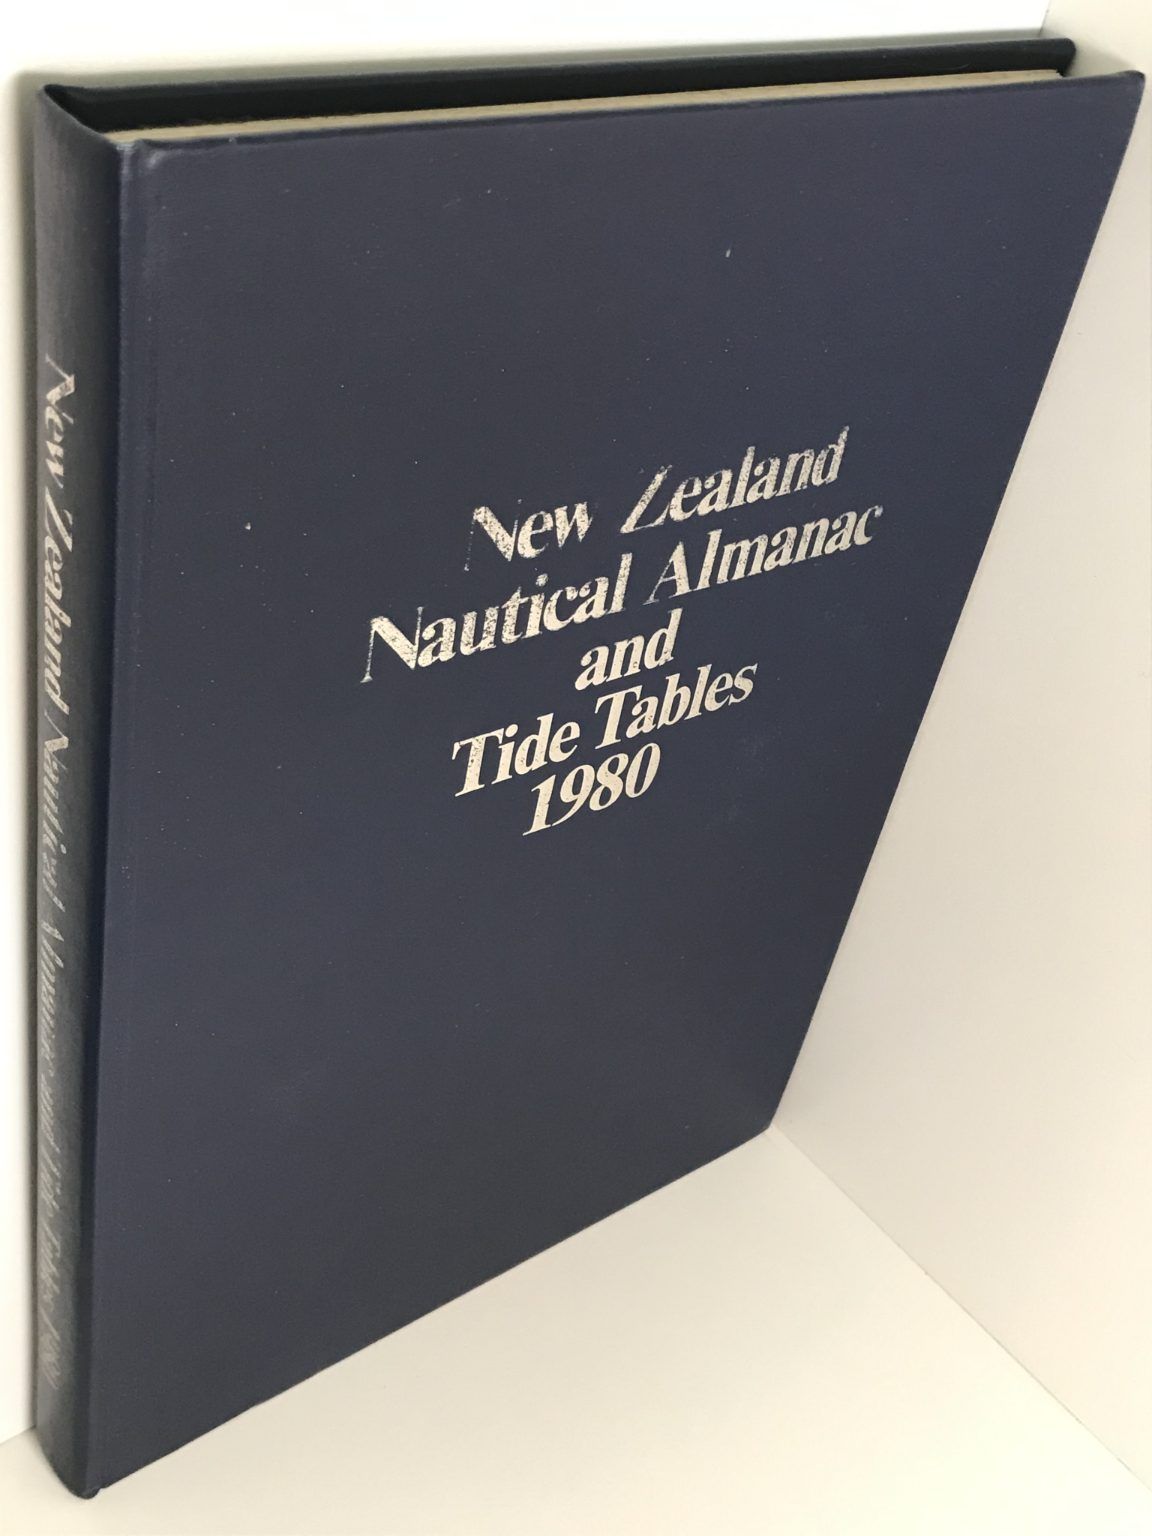 New Zealand
Nautical Almanac
and
Tide Tables
1980
New Zealand Nautical Almanac and Tide Tables 1980